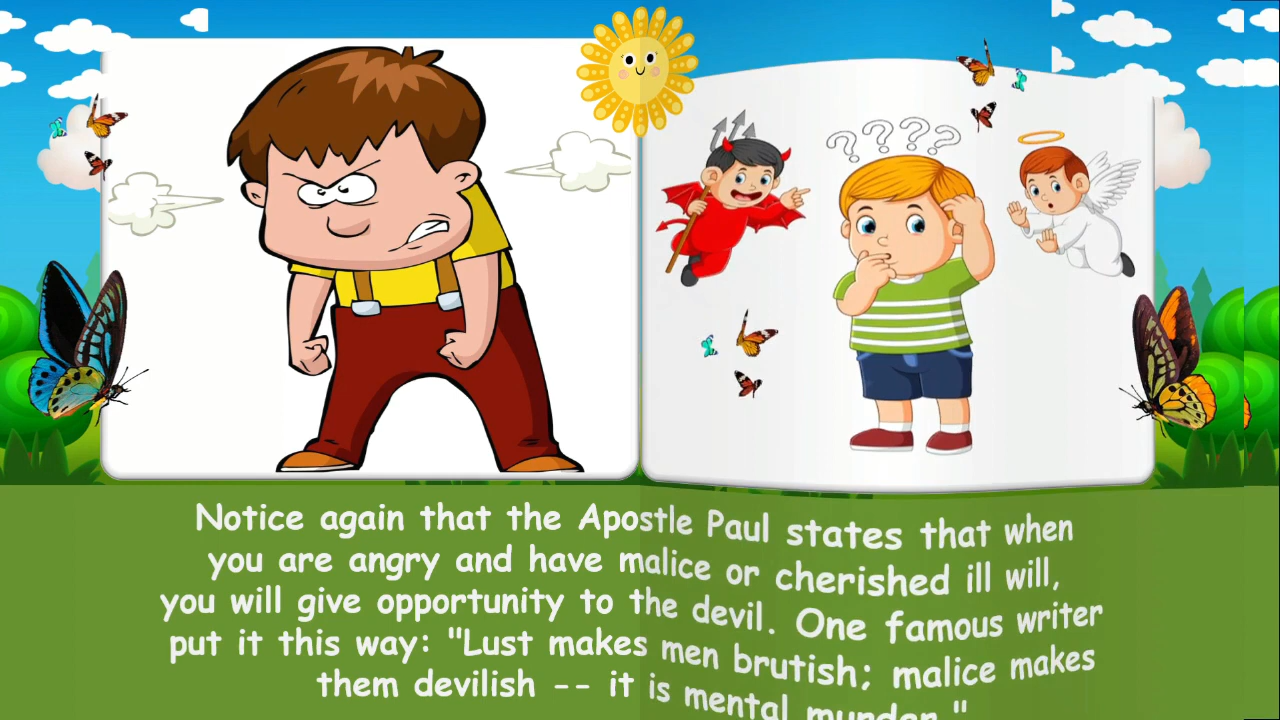 Notice again that the Apostle Paul states that when
you are angry and have malice or cherished ill will,
you will give opportunity to the devil. One famous writer
put it this way: "Lust makes men brutish; malice makes
them devilish -- it is mental murder."